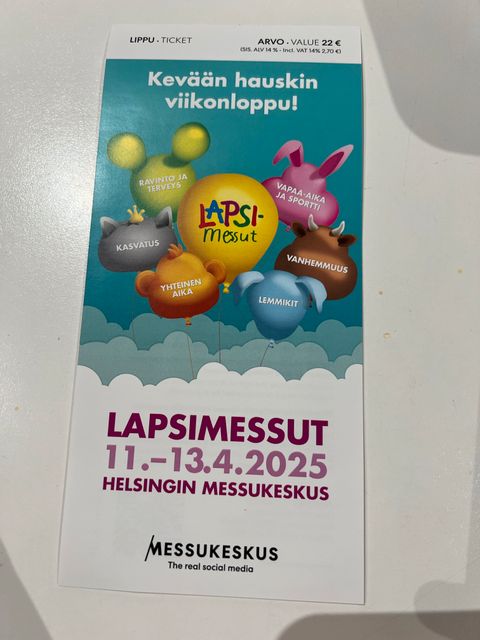 LIPPU · TICKET
ARVO · VALUE 22 €
(SIS. ALV 14 % · Incl. VAT 14% 2,70 €)
Kevään hauskin
viikonloppu!
RAVINTO JA
TERVEYS
VAPAA-AIKA
JA SPORTTI
LAPSI-
Messut
KASVATUS
VANHEMMUUS
YHTEINEN
AIKA
LEMMIKIT
LAPSIMESSUT
11.–13.4.2025
HELSINGIN MESSUKESKUS
MESSUKESKUS
The real social media